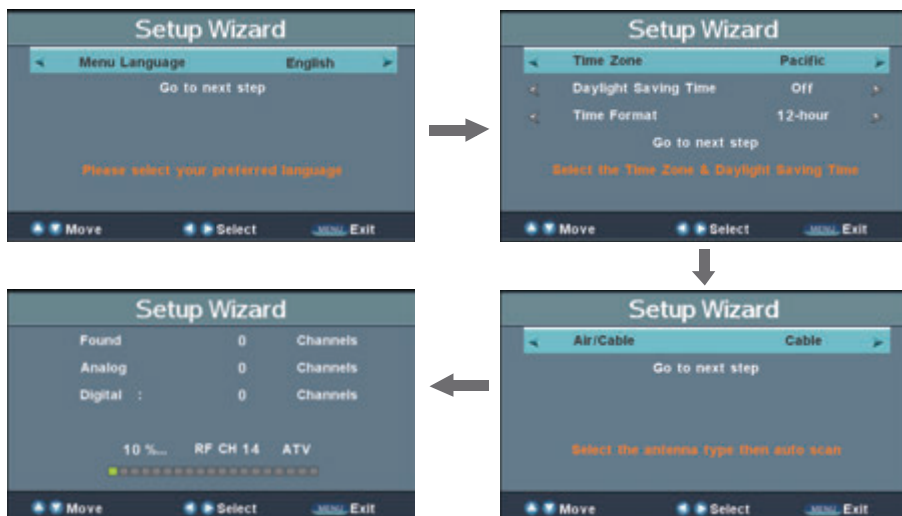 Setup Wizard
Menu Language English
Go to next step
Please select your preferred language
Move Select MENU Exit
Setup Wizard
Time Zone Pacific
Daylight Saving Time Off
Time Format 12-hour
Go to next step
Select the Time Zone & Daylight Saving Time
Move Select MENU Exit
Setup Wizard
Air/Cable Cable
Go to next step
Select the antenna type then auto scan
Move Select MENU Exit
Setup Wizard
Found 0 Channels
Analog 0 Channels
Digital : 0 Channels
10 %... RF CH 14 ATV
Move Select MENU Exit